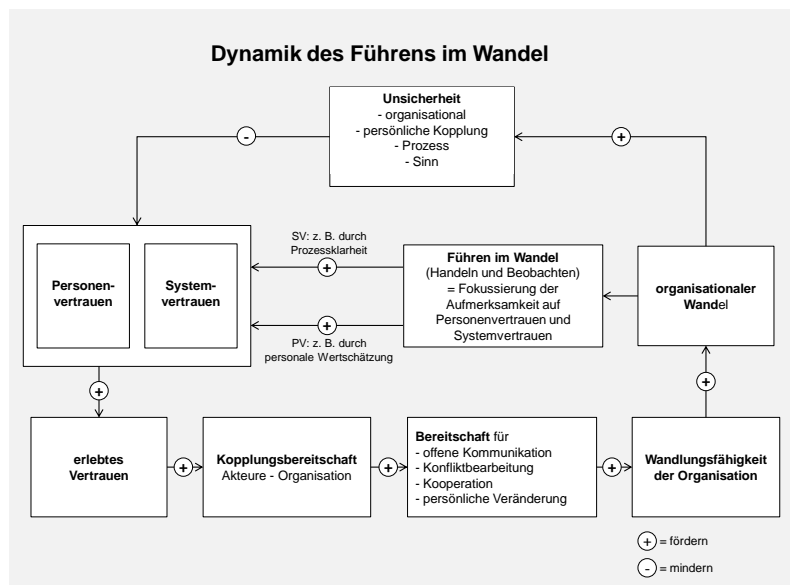 Dynamik des Führens im Wandel
Unsicherheit
- organisational
- persönliche Kopplung
- Prozess
- Sinn
-
+
Personen-
vertrauen
System-
vertrauen
SV: z. B. durch
Prozessklarheit
+
+
PV: z. B. durch
personale Wertschätzung
Führen im Wandel
(Handeln und Beobachten)
= Fokussierung der
Aufmerksamkeit auf
Personenvertrauen und
Systemvertrauen
organisationaler
Wandel
+
+
erlebtes
Vertrauen
+
Kopplungsbereitschaft
Akteure - Organisation
+
Bereitschaft für
- offene Kommunikation
- Konfliktbearbeitung
- Kooperation
- persönliche Veränderung
+
Wandlungsfähigkeit
der Organisation
+ = fördern
- = mindern